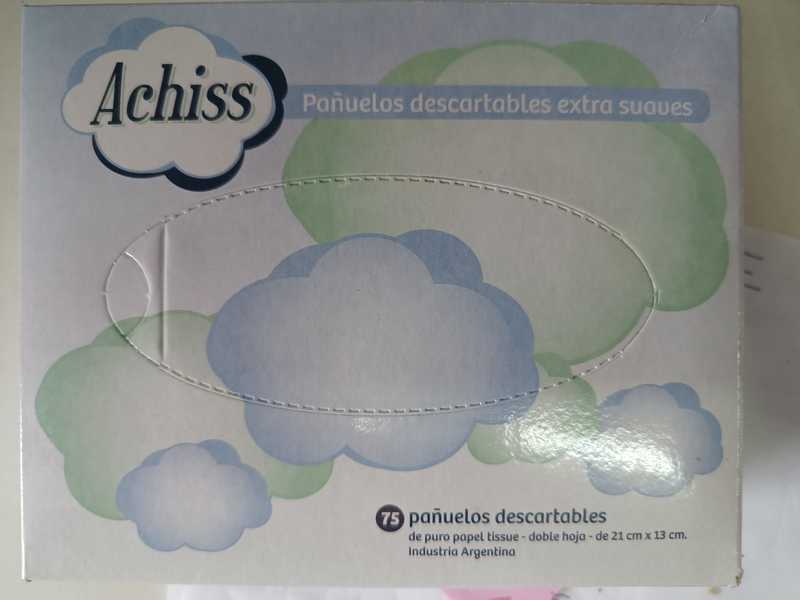 Achiss
Pañuelos descartables extra suaves
75 pañuelos descartables
de puro papel tissue - doble hoja - de 21 cm x 13 cm.
Industria Argentina